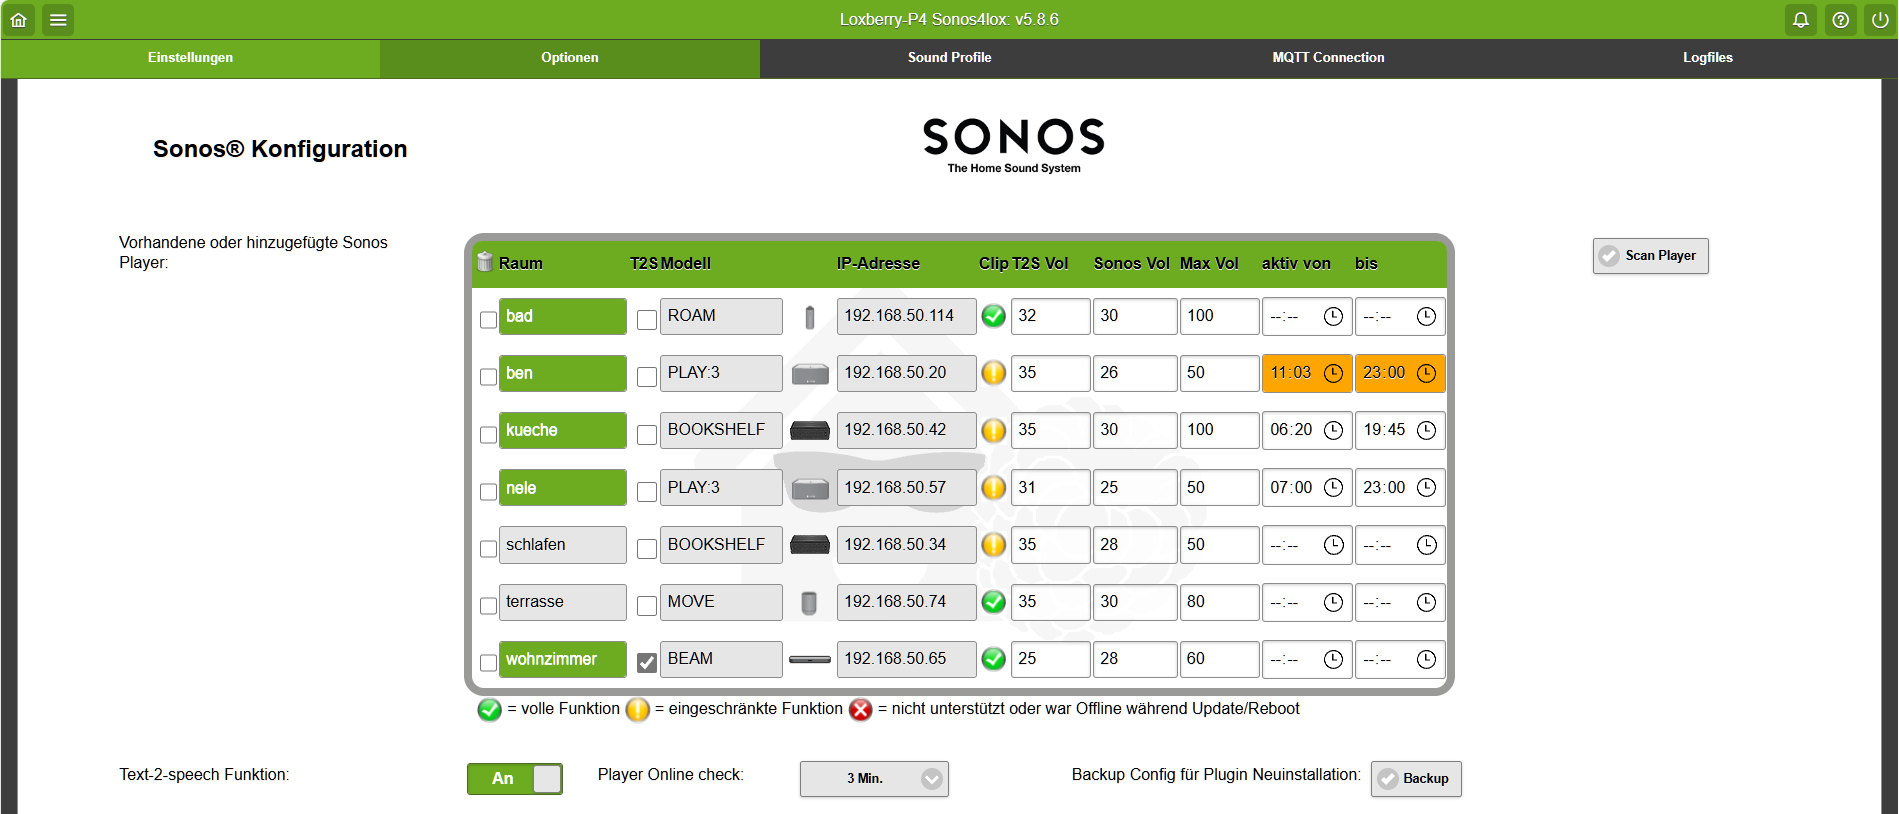 Loxberry-P4 Sonos4lox: v5.8.6
Einstellungen Optionen Sound Profile MQTT Connection Logfiles
Sonos® Konfiguration
SONOS
The Home Sound System
Vorhandene oder hinzugefügte Sonos
Player:
Raum T2S Modell IP-Adresse Clip T2S Vol Sonos Vol Max Vol aktiv von bis
Scan Player
bad ROAM 192.168.50.114 32 30 100 --:-- --:--
ben PLAY:3 192.168.50.20 35 26 50 11:03 23:00
kueche BOOKSHELF 192.168.50.42 35 30 100 06:20 19:45
nele PLAY:3 192.168.50.57 31 25 50 07:00 23:00
schlafen BOOKSHELF 192.168.50.34 35 28 50 --:-- --:--
terrasse MOVE 192.168.50.74 35 30 80 --:-- --:--
wohnzimmer BEAM 192.168.50.65 25 28 60 --:-- --:--
= volle Funktion = eingeschränkte Funktion = nicht unterstützt oder war Offline während Update/Reboot
Text-2-speech Funktion: An Player Online check: 3 Min. Backup Config für Plugin Neuinstallation: Backup